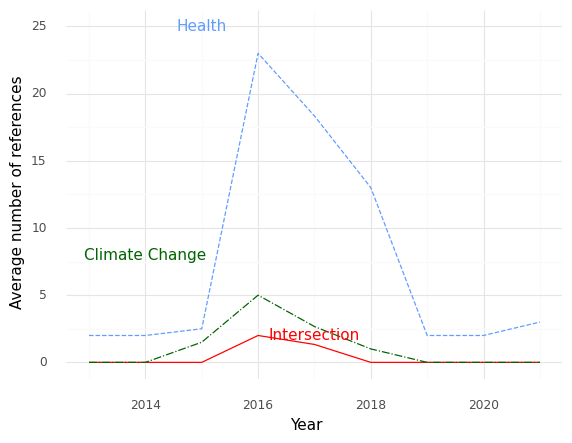 Health
Climate Change
Intersection
Average number of references
25
20
15
10
5
0
2014
2016
2018
2020
Year